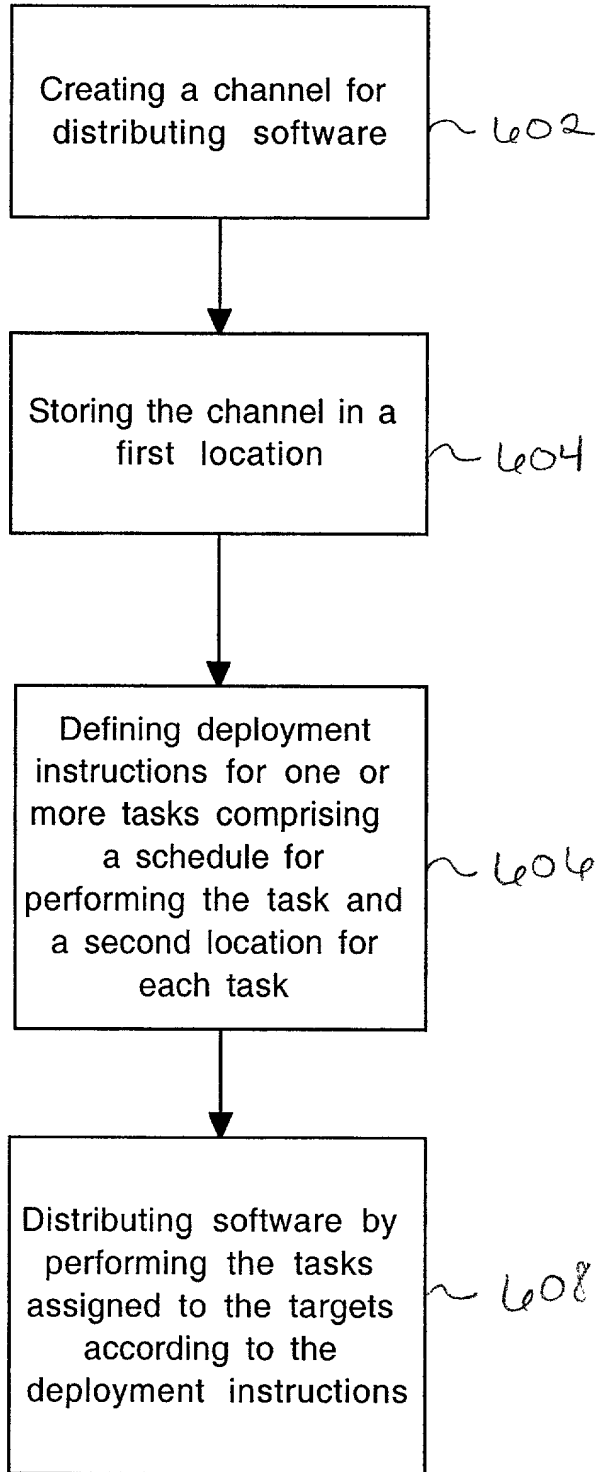 Creating a channel for
distributing software
602
Storing the channel in a
first location
604
Defining deployment
instructions for one or
more tasks comprising
a schedule for
performing the task and
a second location for
each task
606
Distributing software by
performing the tasks
assigned to the targets
according to the
deployment instructions
608